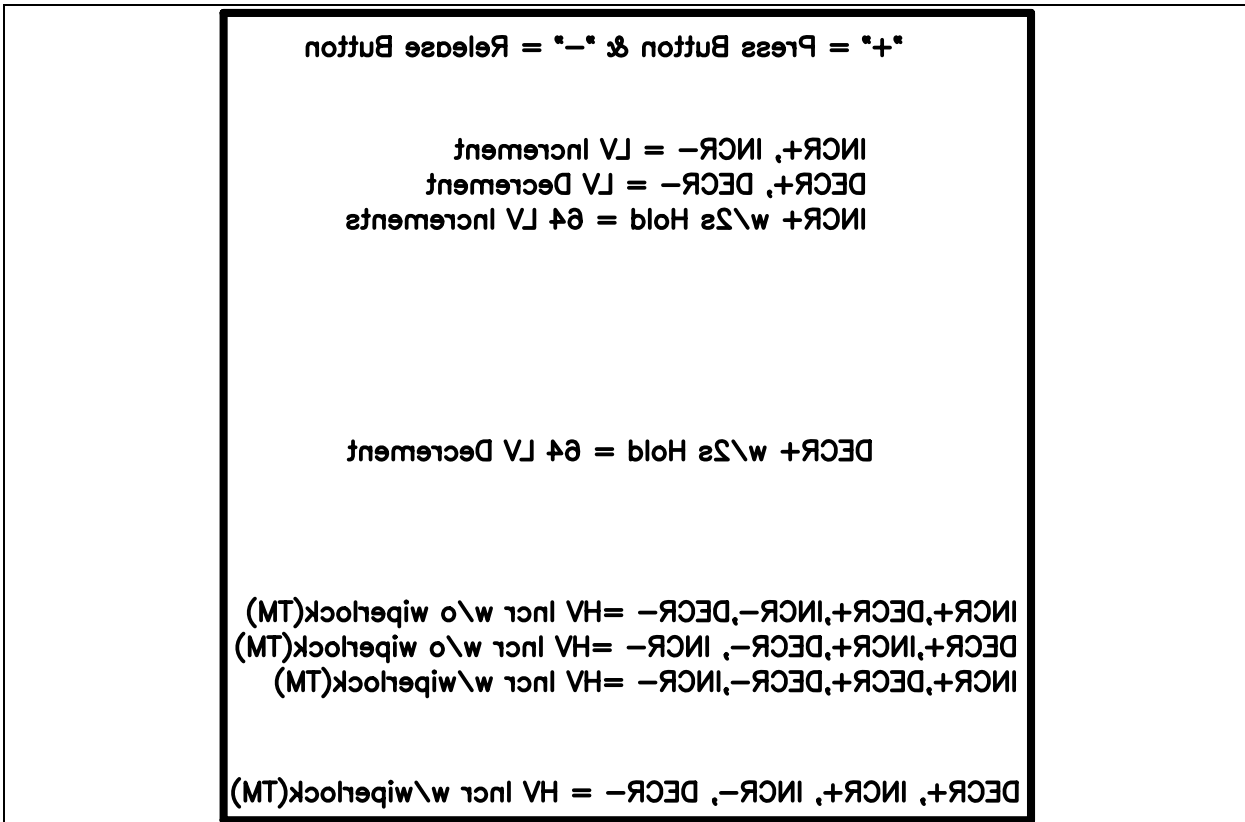 "+" = Press Button & "-" = Release Button
INCR+, INCR- = LV Increment
DECR+, DECR- = LV Decrement
INCR+ w/2s Hold = 64 LV Increments
DECR+ w/2s Hold = 64 LV Decrement
INCR+,DECR+,INCR-,DECR- =HV Incr w/o wiperlock(TM)
DECR+,INCR+,DECR-, INCR- =HV Incr w/o wiperlock(TM)
INCR+,DECR+,DECR-,INCR- =HV Incr w/wiperlock(TM)
DECR+, INCR+, INCR-, DECR- = HV Incr w/wiperlock(TM)